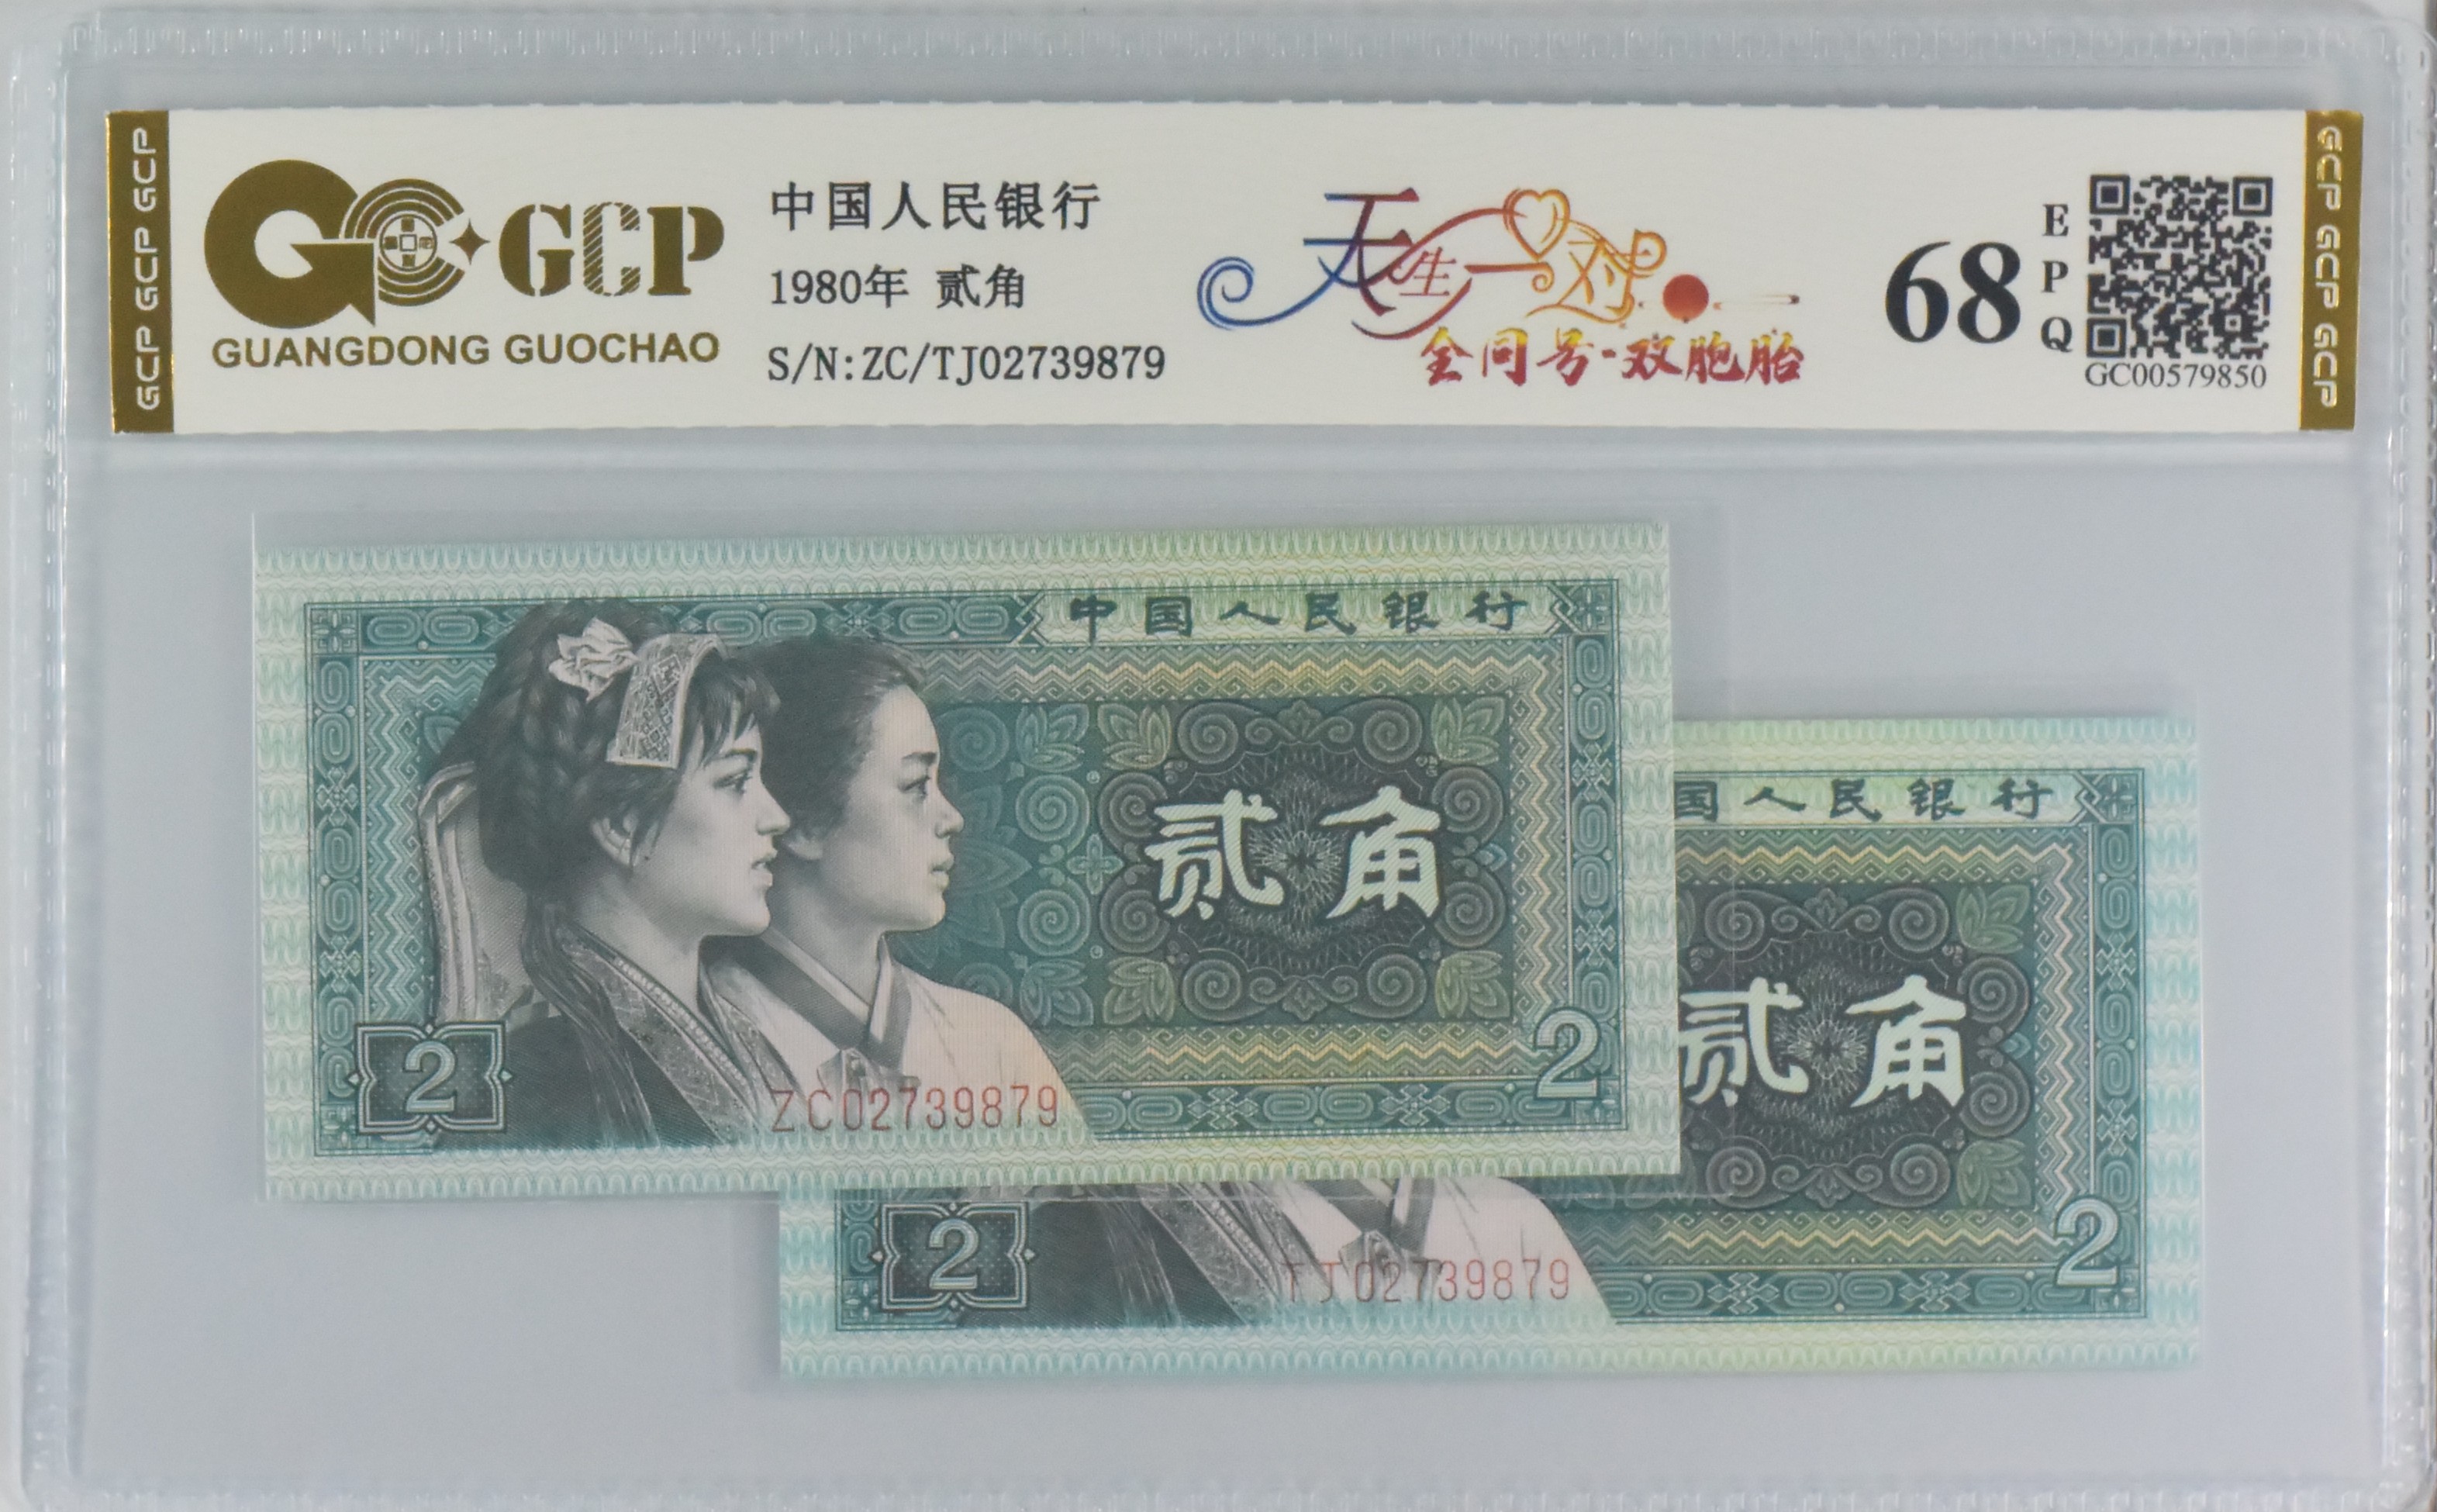 GCP GCP GCP
GCP
GUANGDONG GUOCHAO
中国人民银行
1980年 贰角
S/N:ZC/TJ02739879
天生一对
全同号·双胞胎
68
EPQ
GC00579850
GCP GCP GCP
中国人民银行
贰角
2
2
ZC02739879
国人民银行
贰角
2
2
TJ02739879